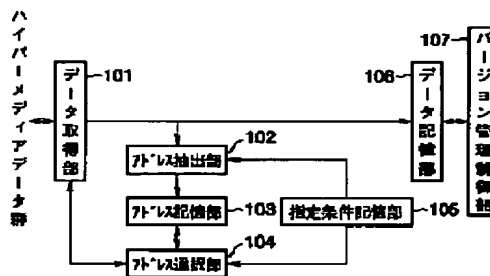 ハイパーメディアデータ群
データ取得部
101
102
アドレス抽出部
アドレス記憶部
103
104
アドレス選択部
指定条件記憶部
105
106
データ記憶部
107
バージョン管理制御部